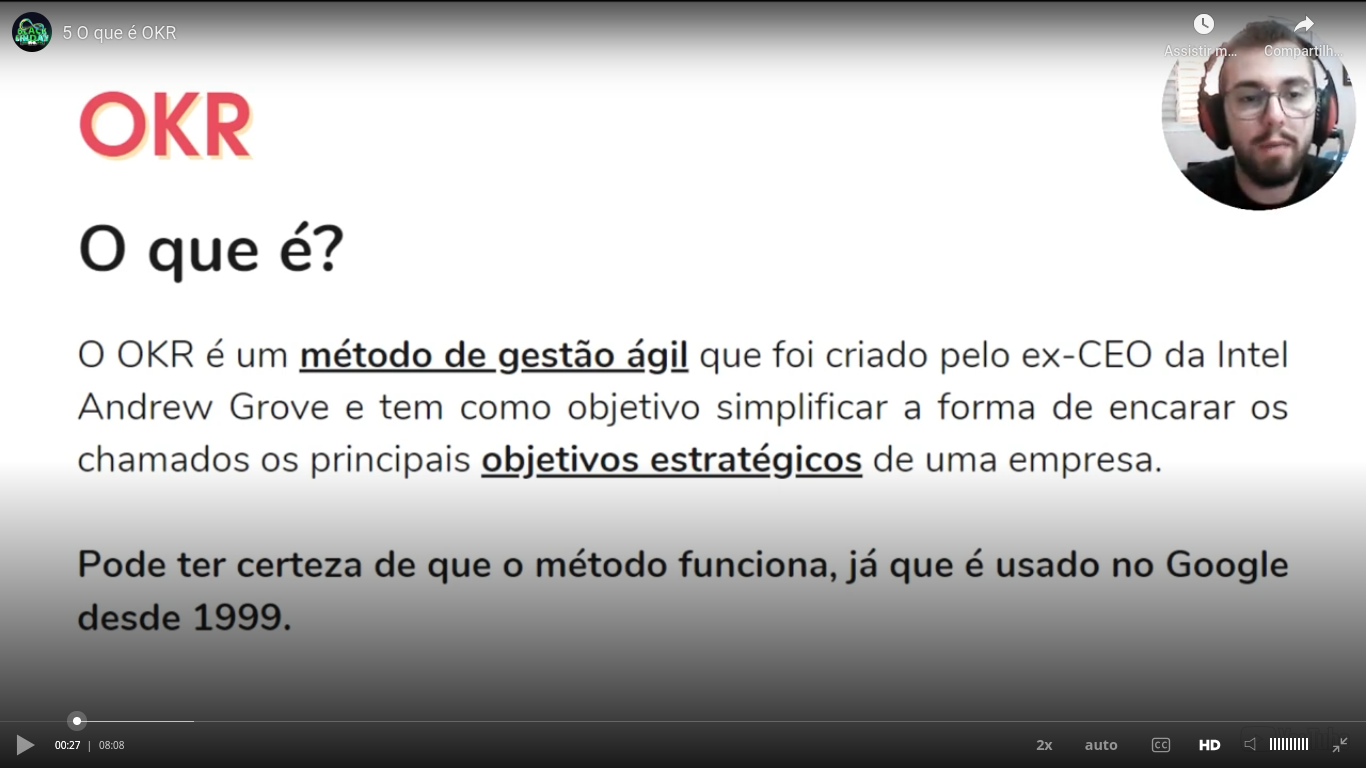 5 O que é OKR
Assistir m...
Compartilh...
OKR
O que é?
O OKR é um método de gestão ágil que foi criado pelo ex-CEO da Intel
Andrew Grove e tem como objetivo simplificar a forma de encarar os
chamados os principais objetivos estratégicos de uma empresa.
Pode ter certeza de que o método funciona, já que é usado no Google
desde 1999.
00:27 | 08:08
2x
auto
CC
HD